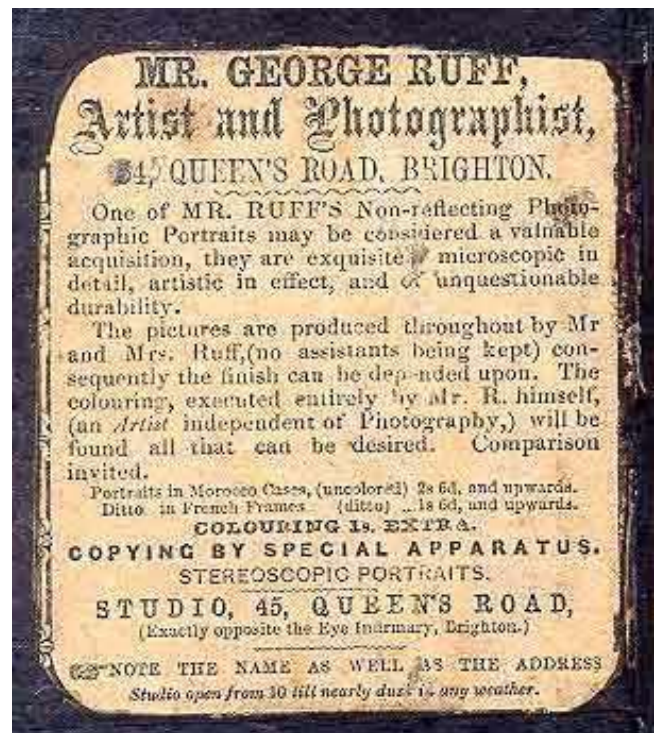 MR. GEORGE RUFF,
Artist and Photographist,
45, QUEEN'S ROAD, BRIGHTON.
One of MR. RUFF'S Non-reflecting Photo-
graphic Portraits may be considered a valuable
acquisition, they are exquisite microscopic in
detail, artistic in effect, and of unquestionable
durability.
The pictures are produced throughout by Mr
and Mrs. Ruff, (no assistants being kept) con-
sequently the finish can be depended upon. The
colouring, executed entirely by Mr. R. himself,
(an Artist independent of Photography,) will be
found all that can be desired. Comparison
invited.
Portraits in Morocco Cases, (uncolored) 2s 6d, and upwards.
Ditto in French Frames (ditto) ...1s 6d, and upwards.
COLOURING 1s. EXTRA.
COPYING BY SPECIAL APPARATUS.
STEREOSCOPIC PORTRAITS.
STUDIO, 45, QUEEN'S ROAD,
(Exactly opposite the Eye Infirmary, Brighton.)
NOTE THE NAME AS WELL AS THE ADDRESS
Studio open from 10 till nearly dusk in any weather.